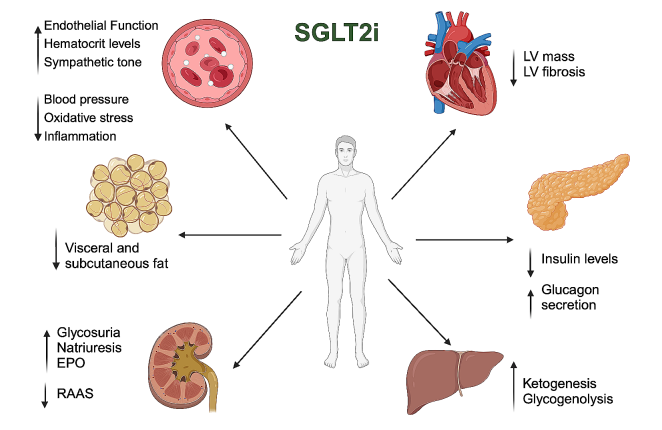 SGLT2i
Endothelial Function
Hematocrit levels
Sympathetic tone
Blood pressure
Oxidative stress
Inflammation
LV mass
LV fibrosis
Visceral and
subcutaneous fat
Insulin levels
Glucagon
secretion
Glycosuria
Natriuresis
EPO
RAAS
Ketogenesis
Glycogenolysis